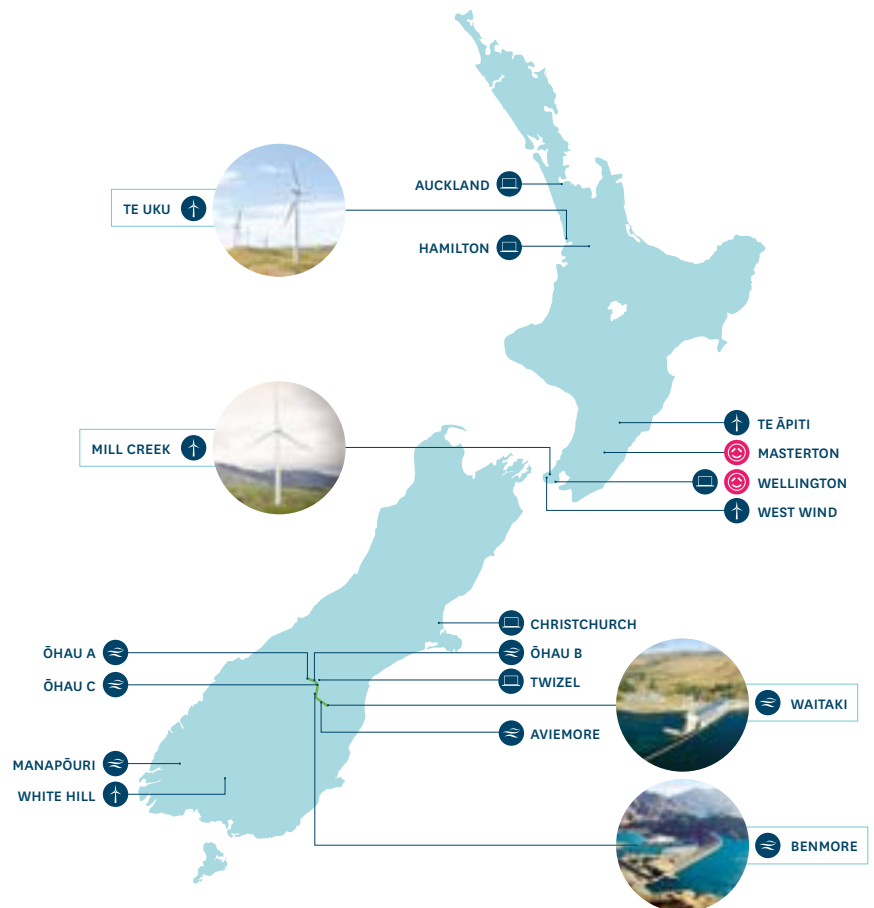 AUCKLAND
TE UKU
HAMILTON
TE ĀPITI
MILL CREEK
MASTERTON
WELLINGTON
WEST WIND
CHRISTCHURCH
ŌHAU A
ŌHAU B
ŌHAU C
TWIZEL
WAITAKI
AVIEMORE
MANAPŌURI
WHITE HILL
BENMORE